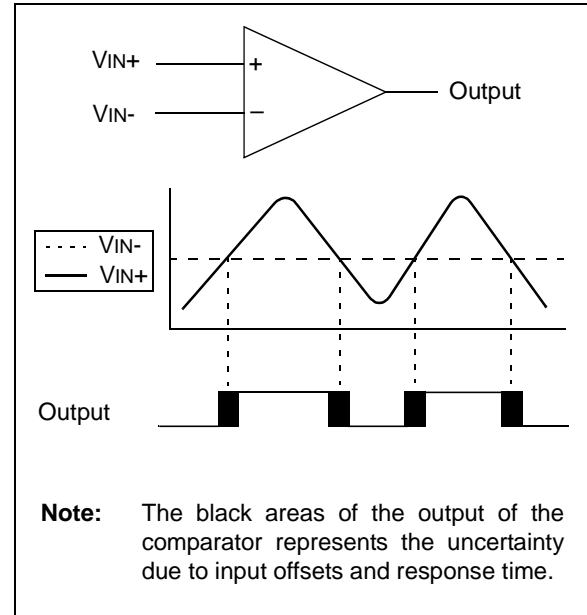 VIN+
+
Output
VIN-
−
VIN-
VIN+
Output
Note: The black areas of the output of the
comparator represents the uncertainty
due to input offsets and response time.